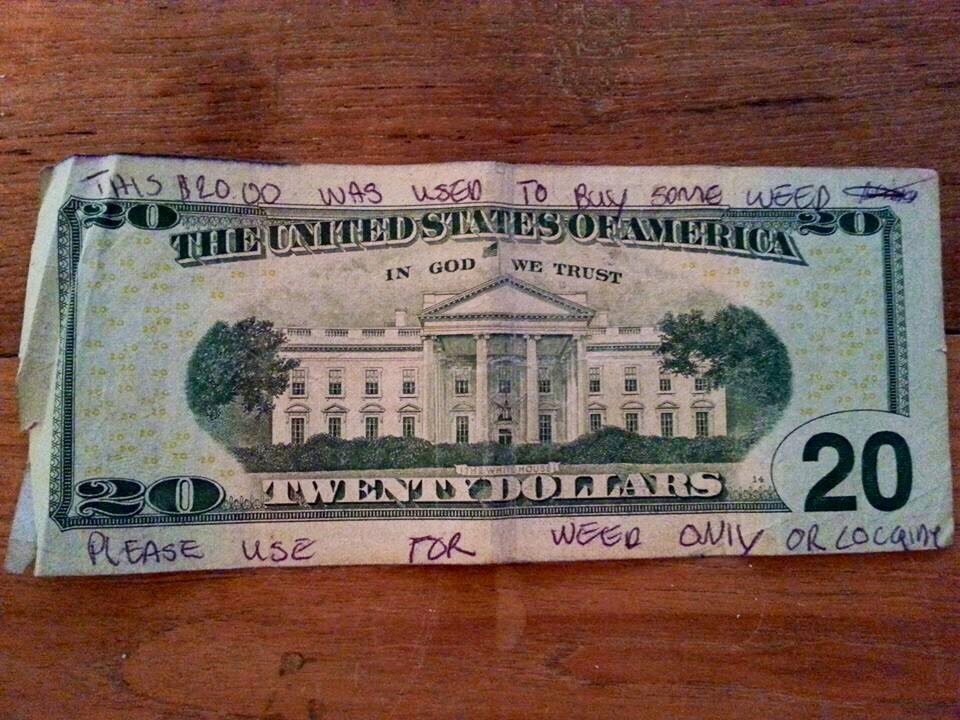 THIS $20.00 WAS USED TO BUY SOME WEED
20 20
THE UNITED STATES OF AMERICA
IN GOD WE TRUST
THE WHITE HOUSE
14
20 TWENTY DOLLARS 20
PLEASE USE FOR WEED ONLY OR COCAINE